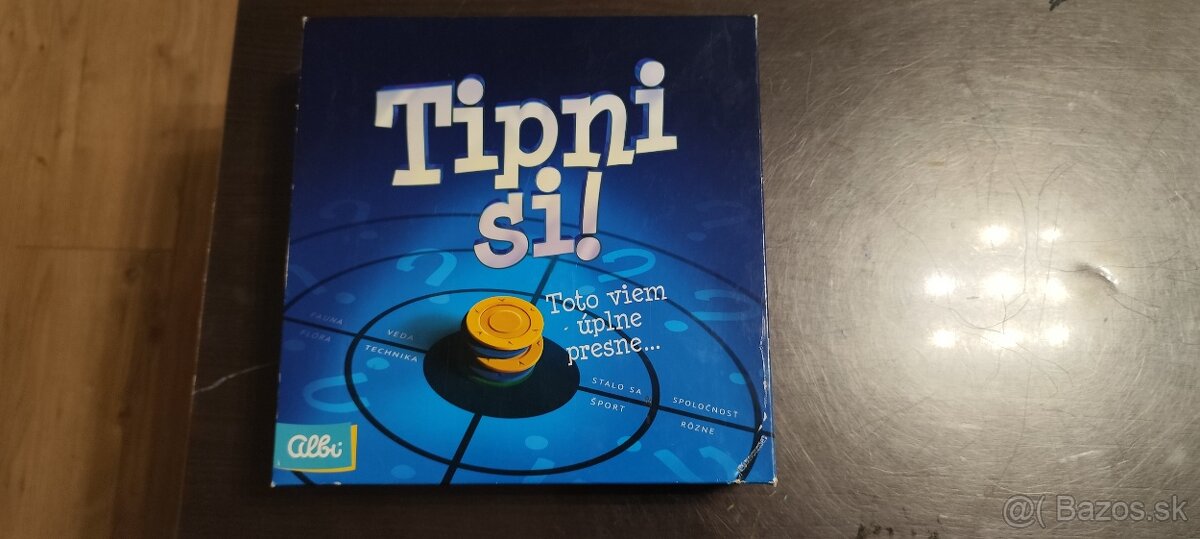 Tipni
si!
Toto viem
úplne
presne...
FAUNA
FLÓRA
VEDA
TECHNIKA
STALO SA
ŠPORT
SPOLOČNOSŤ
RÔZNE
albi
@( Bazos.sk